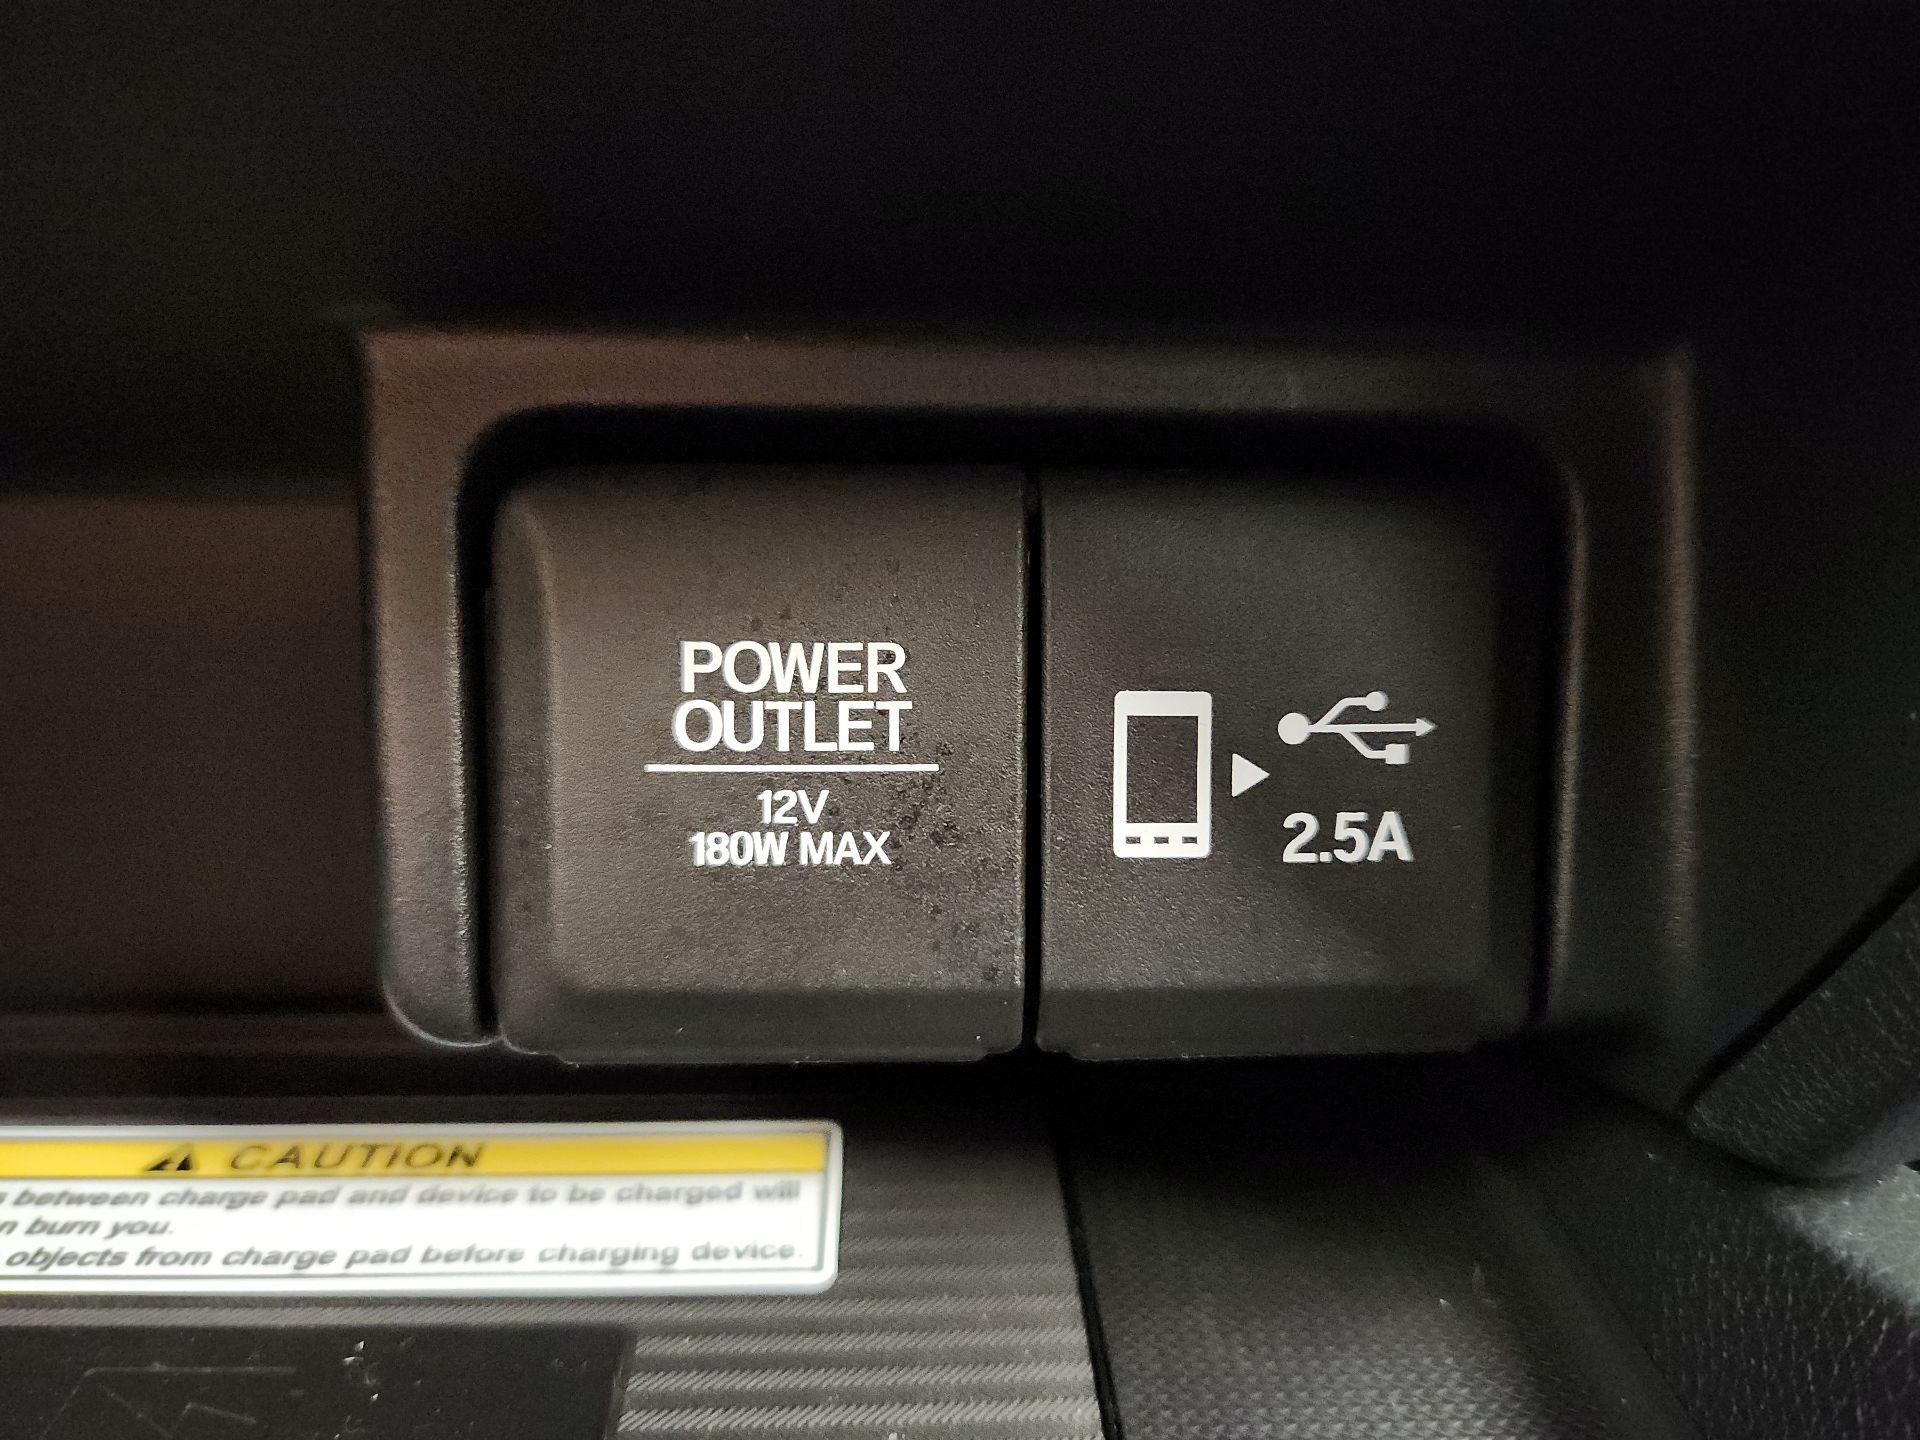 POWER
OUTLET
12V
180W MAX
2.5A
CAUTION
s between charge pad and device to be charged will
n burn you.
objects from charge pad before charging device.